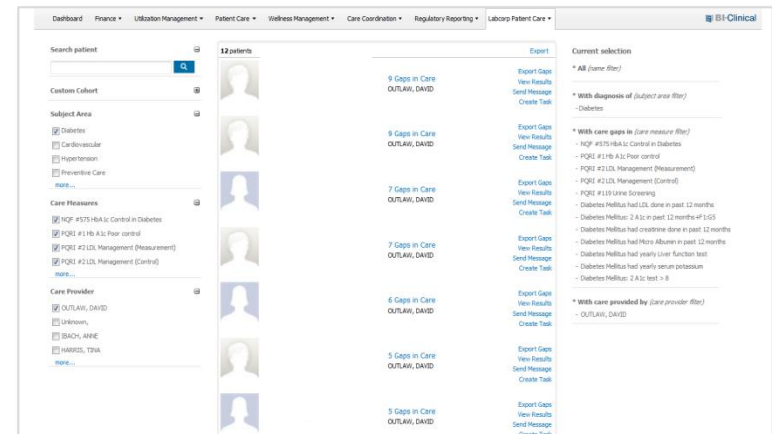 Dashboard Finance Utilization Management Patient Care Wellness Management Care Coordination Regulatory Reporting Labcorp Patient Care BI-Clinical
Search patient
Custom Cohort
Subject Area
Diabetes
Cardiovascular
Hypertension
Preventive Care
more...
Care Measures
NQF #575 HbA1c Control in Diabetes
PQRI #1 Hb A1c Poor control
PQRI #2 LDL Management (Measurement)
PQRI #2 LDL Management (Control)
more...
Care Provider
OUTLAW, DAVID
Unknown,
IBACH, ANNE
HARRIS, TINA
more...
12 patients Export
9 Gaps in Care
OUTLAW, DAVID
Export Gaps
View Results
Send Message
Create Task
9 Gaps in Care
OUTLAW, DAVID
Export Gaps
View Results
Send Message
Create Task
7 Gaps in Care
OUTLAW, DAVID
Export Gaps
View Results
Send Message
Create Task
7 Gaps in Care
OUTLAW, DAVID
Export Gaps
View Results
Send Message
Create Task
6 Gaps in Care
OUTLAW, DAVID
Export Gaps
View Results
Send Message
Create Task
5 Gaps in Care
OUTLAW, DAVID
Export Gaps
View Results
Send Message
Create Task
5 Gaps in Care
OUTLAW, DAVID
Export Gaps
View Results
Send Message
Create Task
Current selection
* All (name filter)
* With diagnosis of (subject area filter)
- Diabetes
* With care gaps in (care measure filter)
- NQF #575 HbA1c Control in Diabetes
- PQRI #1 Hb A1c Poor control
- PQRI #2 LDL Management (Measurement)
- PQRI #2 LDL Management (Control)
- PQRI #119 Urine Screening
- Diabetes Mellitus had LDL done in past 12 months
- Diabetes Mellitus: 2 A1c in past 12 months+F1:G5
- Diabetes Mellitus had creatinine done in past 12 months
- Diabetes Mellitus had Micro Albumin in past 12 months
- Diabetes Mellitus had yearly Liver function test
- Diabetes Mellitus had yearly serum potassium
- Diabetes Mellitus: 2 A1c test > 8
* With care provided by (care provider filter)
- OUTLAW, DAVID